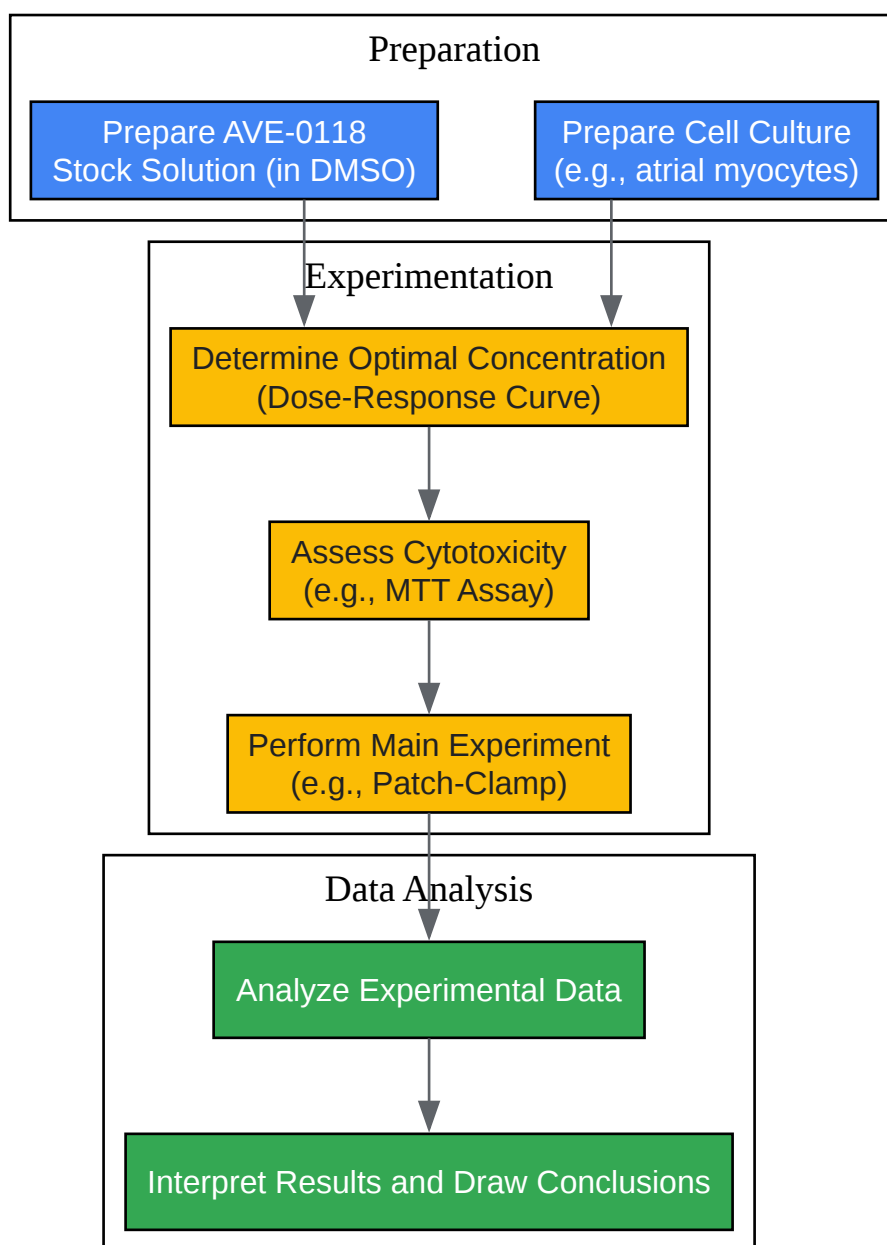 Preparation
Prepare AVE-0118
Stock Solution (in DMSO)
Prepare Cell Culture
(e.g., atrial myocytes)
Experimentation
Determine Optimal Concentration
(Dose-Response Curve)
Assess Cytotoxicity
(e.g., MTT Assay)
Perform Main Experiment
(e.g., Patch-Clamp)
Data Analysis
Analyze Experimental Data
Interpret Results and Draw Conclusions